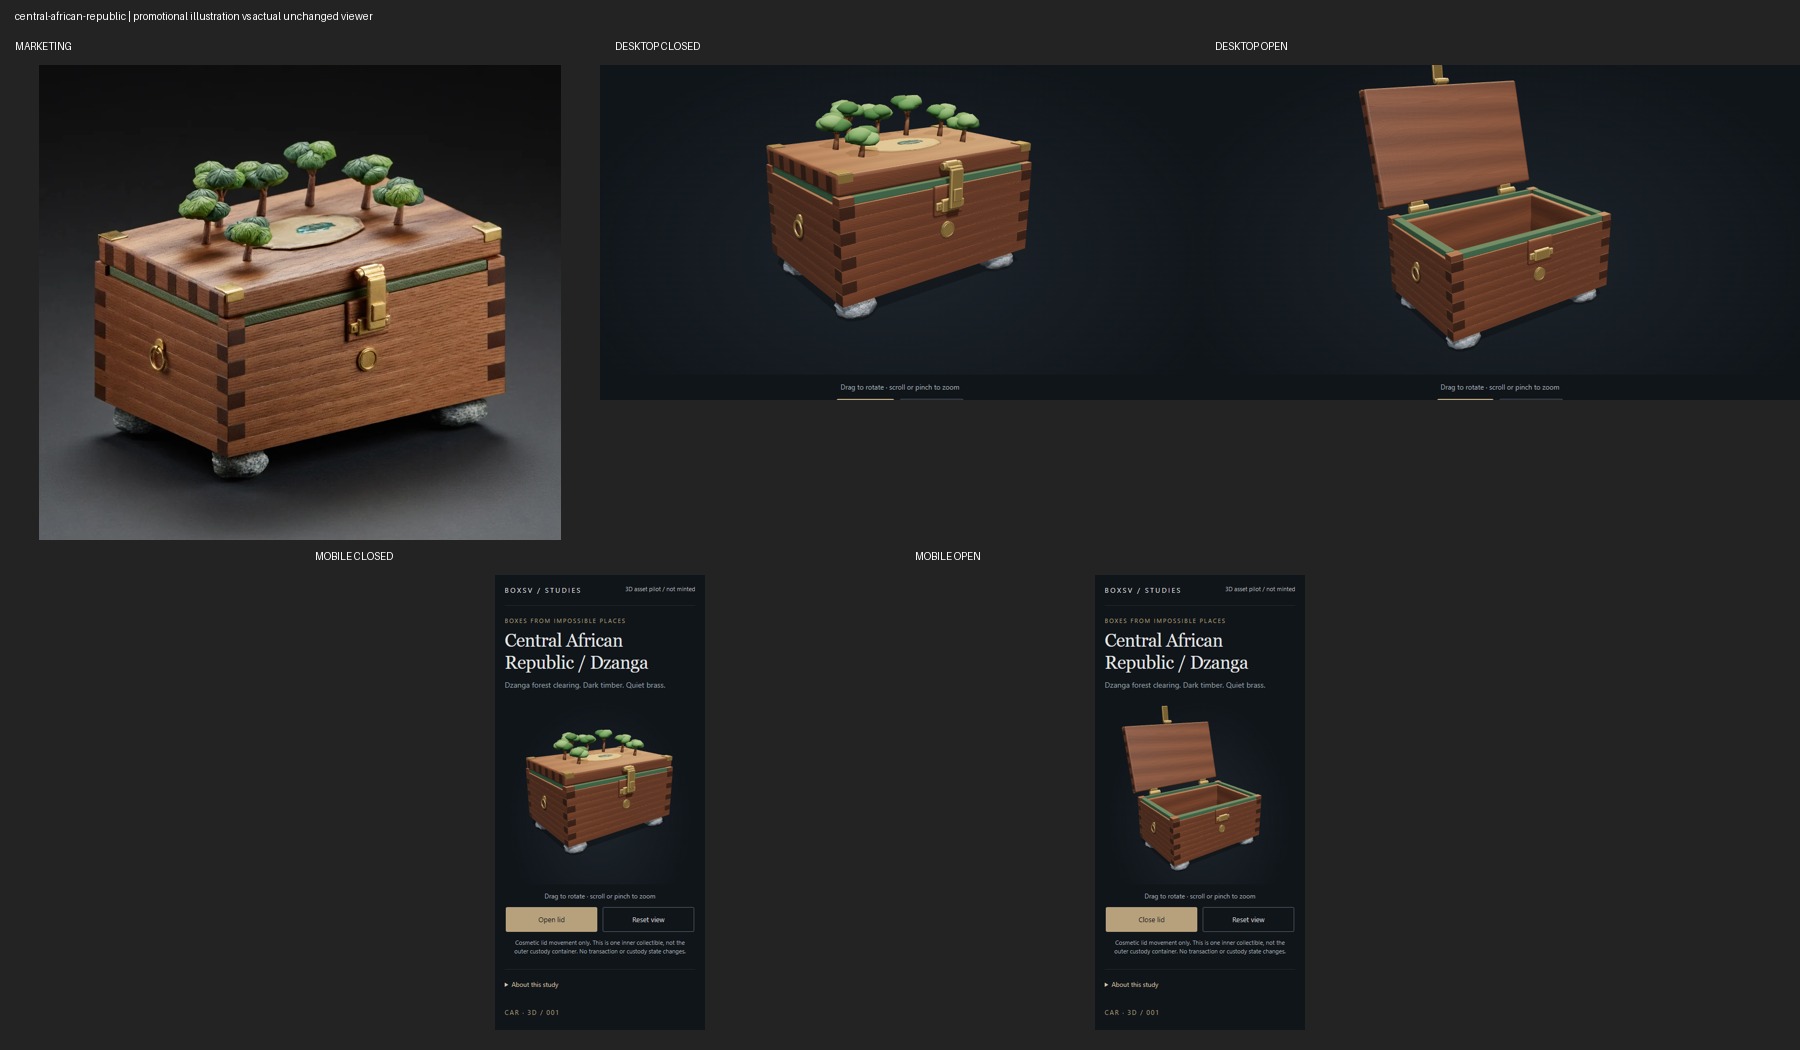 central-african-republic | promotional illustration vs actual unchanged viewer
MARKETING
DESKTOP CLOSED
DESKTOP OPEN
Drag to rotate · scroll or pinch to zoom
Drag to rotate · scroll or pinch to zoom
MOBILE CLOSED
MOBILE OPEN
BOXSV / STUDIES
3D asset pilot / not minted
BOXES FROM IMPOSSIBLE PLACES
Central African
Republic / Dzanga
Dzanga forest clearing. Dark timber. Quiet brass.
Drag to rotate · scroll or pinch to zoom
Open lid
Reset view
Cosmetic lid movement only. This is one inner collectible, not the
outer custody container. No transaction or custody state changes.
▶ About this study
CAR · 3D / 001
BOXSV / STUDIES
3D asset pilot / not minted
BOXES FROM IMPOSSIBLE PLACES
Central African
Republic / Dzanga
Dzanga forest clearing. Dark timber. Quiet brass.
Drag to rotate · scroll or pinch to zoom
Close lid
Reset view
Cosmetic lid movement only. This is one inner collectible, not the
outer custody container. No transaction or custody state changes.
▶ About this study
CAR · 3D / 001